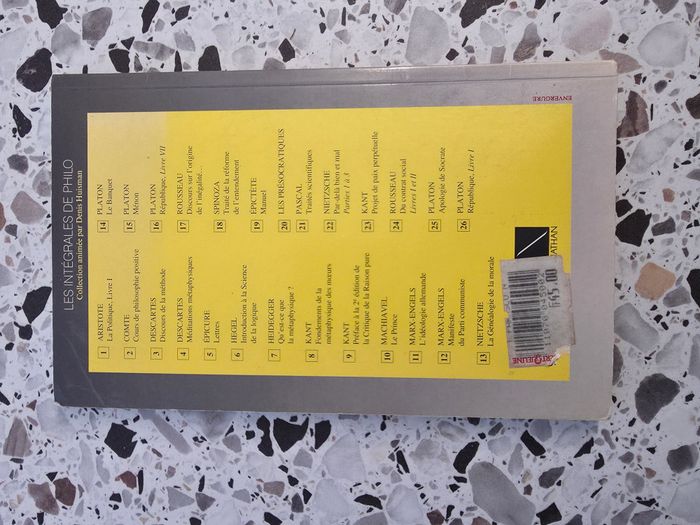 LES INTÉGRALES DE PHILO
Collection animée par Denis Huisman
1 ARISTOTE
La Politique, Livre I
2 COMTE
Cours de philosophie positive
3 DESCARTES
Discours de la méthode
4 DESCARTES
Méditations métaphysiques
5 ÉPICURE
Lettres
6 HEGEL
Introduction à la Science
de la logique
7 HEIDEGGER
Qu'est-ce que
la métaphysique ?
8 KANT
Fondements de la
métaphysique des mœurs
9 KANT
Préface à la 2e édition de
la Critique de la Raison pure
10 MACHIAVEL
Le Prince
11 MARX-ENGELS
L'idéologie allemande
12 MARX-ENGELS
Manifeste
du Parti communiste
13 NIETZSCHE
La Généalogie de la morale
14 PLATON
Le Banquet
15 PLATON
Ménon
16 PLATON
République, Livre VII
17 ROUSSEAU
Discours sur l'origine
de l'inégalité...
18 SPINOZA
Traité de la réforme
de l'entendement
19 ÉPICTÈTE
Manuel
20 LES PRÉSOCRATIQUES
21 PASCAL
Traités scientifiques
22 NIETZSCHE
Par-delà bien et mal
Parties 1 à 3
23 KANT
Projet de paix perpétuelle
24 ROUSSEAU
Du contrat social
Livres I et II
25 PLATON
Apologie de Socrate
26 PLATON
République, Livre I
ATHAN
JEUNE
F45.00
ENVERGURE